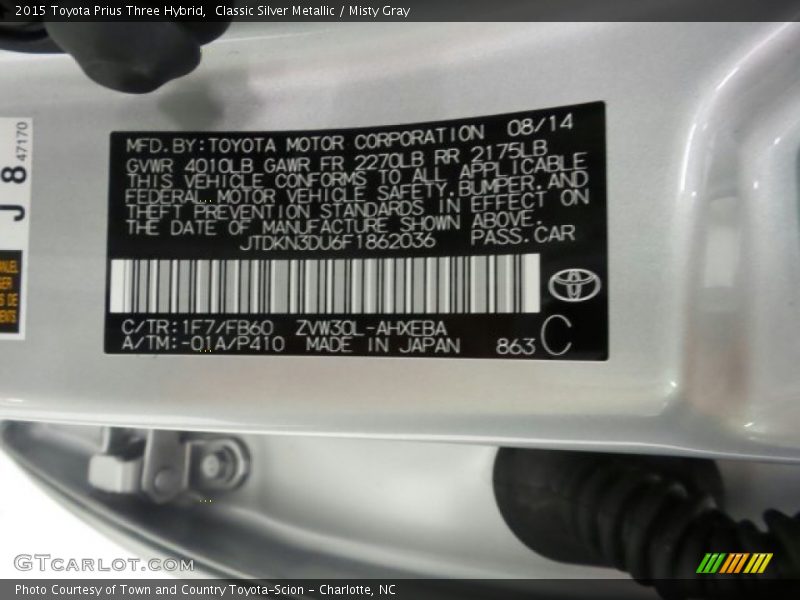 2015 Toyota Prius Three Hybrid,  Classic Silver Metallic / Misty Gray
J 8 47170
MFD.BY:TOYOTA MOTOR CORPORATION 08/14
GVWR 4010LB GAWR FR 2270LB RR 2175LB
THIS VEHICLE CONFORMS TO ALL APPLICABLE
FEDERAL MOTOR VEHICLE SAFETY,BUMPER,AND
THEFT PREVENTION STANDARDS IN EFFECT ON
THE DATE OF MANUFACTURE SHOWN ABOVE.
JTDKN3DU6F1862036 PASS.CAR
C/TR:1F7/FB60 ZVW30L-AHXEBA
A/TM:-01A/P410 MADE IN JAPAN 863 C
GTcarlot.com
Photo Courtesy of Town and Country Toyota-Scion - Charlotte, NC